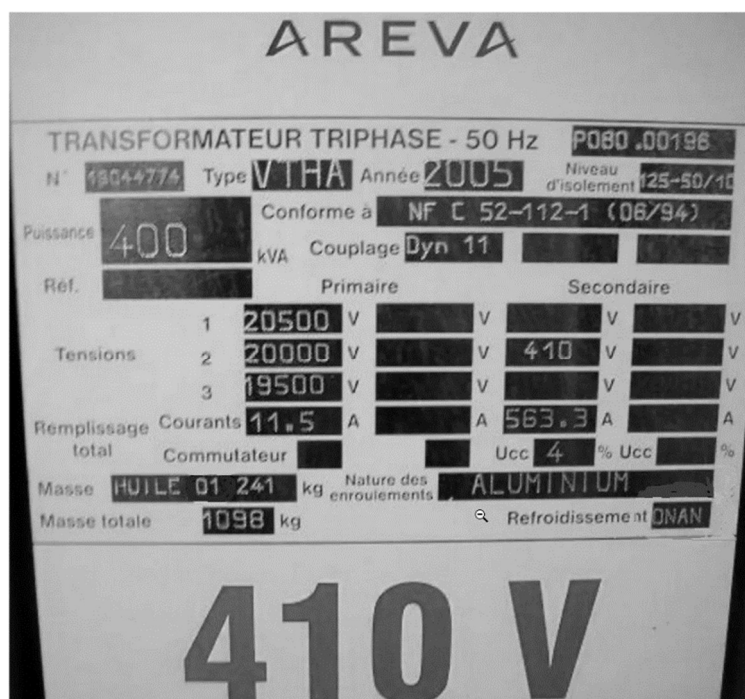 AREVA
TRANSFORMATEUR TRIPHASE - 50 Hz P080.00196
N° 19044774 Type VTHA Année 2005 Niveau d'isolement 125-50/10
Conforme à NF C 52-112-1 (06/94)
Puissance 400 kVA Couplage Dyn 11
Réf. Primaire Secondaire
1 20500 V V V V
Tensions 2 20000 V V 410 V V
3 19500 V V V V
Remplissage total Courants 11.5 A A 563.3 A A
Commutateur Ucc 4 % Ucc %
Masse HUILE 01 241 kg Nature des enroulements ALUMINIUM
Masse totale 1098 kg Refroidissement ONAN
410 V